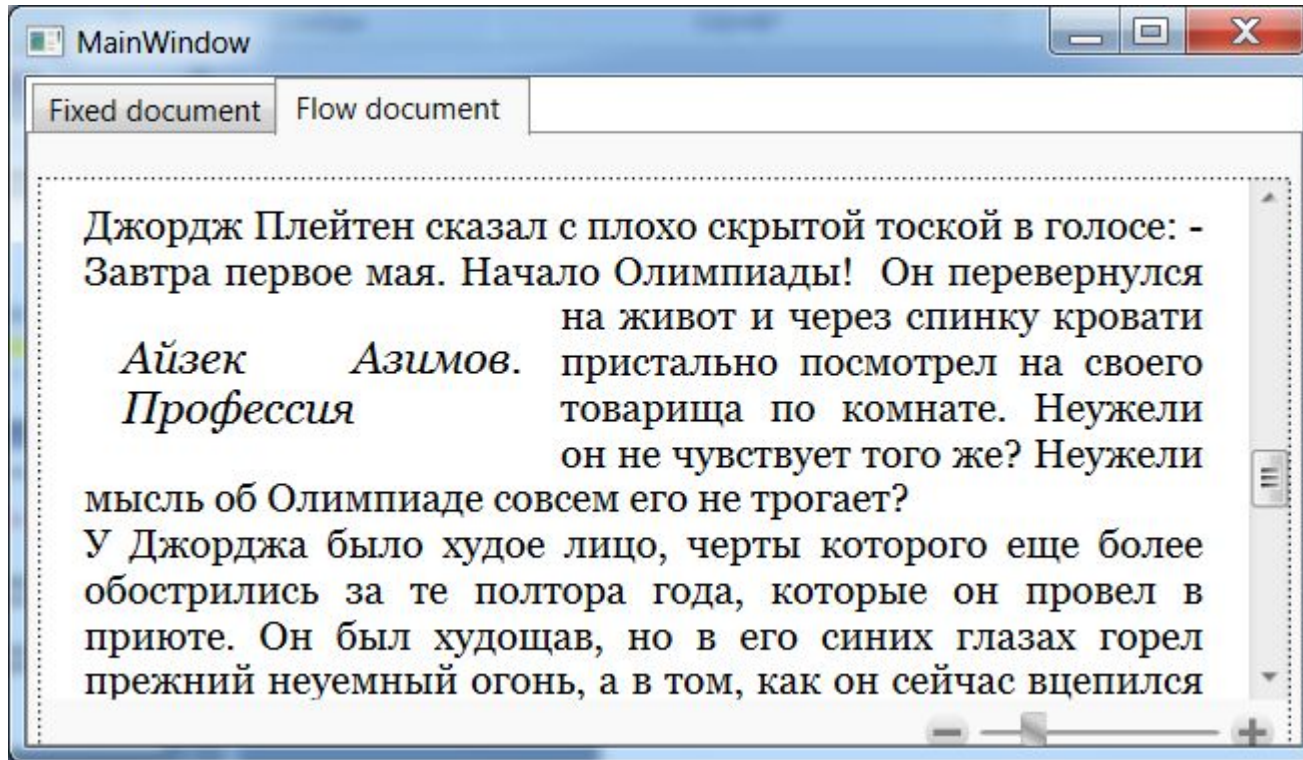 MainWindow
Fixed document
Flow document
Джордж Плейтен сказал с плохо скрытой тоской в голосе: -
Завтра первое мая. Начало Олимпиады!  Он перевернулся
на живот и через спинку кровати
пристально посмотрел на своего
товарища по комнате. Неужели
он не чувствует того же? Неужели
Айзек Азимов.
Профессия
мысль об Олимпиаде совсем его не трогает?
У Джорджа было худое лицо, черты которого еще более
обострились за те полтора года, которые он провел в
приюте. Он был худощав, но в его синих глазах горел
прежний неуемный огонь, а в том, как он сейчас вцепился